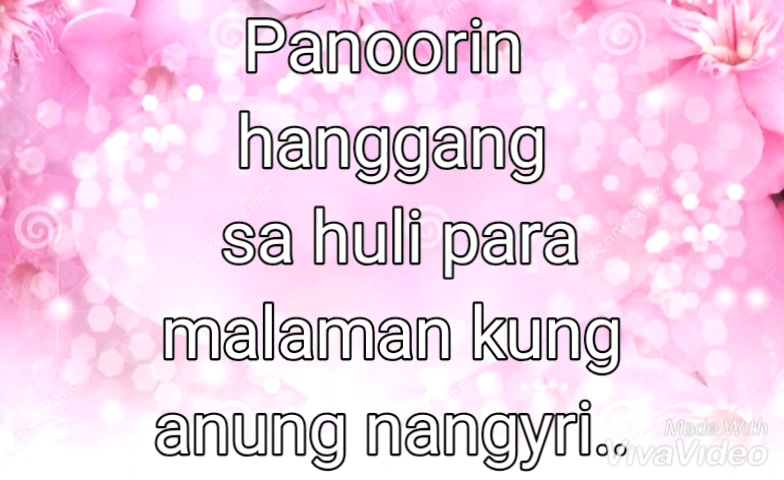 Panoorin
hanggang
sa huli para
malaman kung
anung nangyri...
Made With
VivaVideo